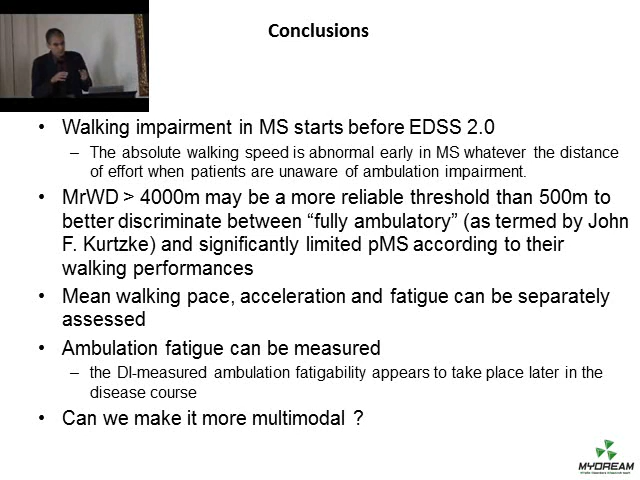 Conclusions
• Walking impairment in MS starts before EDSS 2.0
– The absolute walking speed is abnormal early in MS whatever the distance
of effort when patients are unaware of ambulation impairment.
• MrWD > 4000m may be a more reliable threshold than 500m to
better discriminate between “fully ambulatory” (as termed by John
F. Kurtzke) and significantly limited pMS according to their
walking performances
• Mean walking pace, acceleration and fatigue can be separately
assessed
• Ambulation fatigue can be measured
– the DI-measured ambulation fatigability appears to take place later in the
disease course
• Can we make it more multimodal ?
MYDREAM